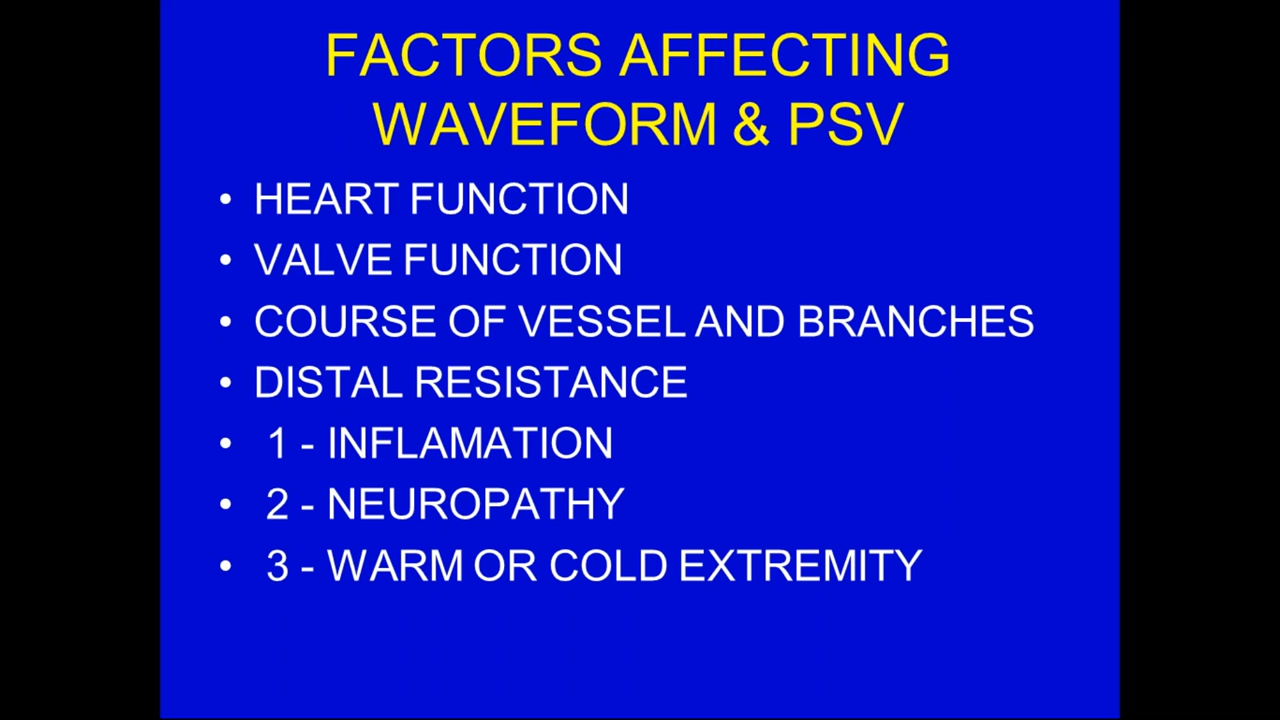 FACTORS AFFECTING
WAVEFORM & PSV
• HEART FUNCTION
• VALVE FUNCTION
• COURSE OF VESSEL AND BRANCHES
• DISTAL RESISTANCE
• 1 - INFLAMATION
• 2 - NEUROPATHY
• 3 - WARM OR COLD EXTREMITY